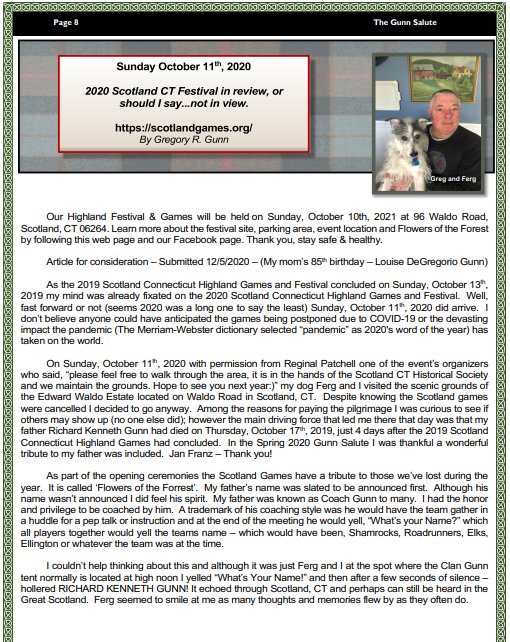 Page 8
The Gunn Salute
Sunday October 11th, 2020
2020 Scotland CT Festival in review, or
should I say...not in view.
https://scotlandgames.org/
By Gregory R. Gunn
Greg and Ferg
Our Highland Festival & Games will be held on Sunday, October 10th, 2021 at 96 Waldo Road,
Scotland, CT 06264. Learn more about the festival site, parking area, event location and Flowers of the Forest
by following this web page and our Facebook page. Thank you, stay safe & healthy.
Article for consideration – Submitted 12/5/2020 – (My mom's 85th birthday – Louise DeGregorio Gunn)
As the 2019 Scotland Connecticut Highland Games and Festival concluded on Sunday, October 13th,
2019 my mind was already fixated on the 2020 Scotland Connecticut Highland Games and Festival. Well,
fast forward or not (seems 2020 was a long one to say the least) Sunday, October 11th, 2020 did arrive. I
don't believe anyone could have anticipated the games being postponed due to COVID-19 or the devasting
impact the pandemic (The Merriam-Webster dictionary selected "pandemic" as 2020's word of the year) has
taken on the world.
On Sunday, October 11th, 2020 with permission from Reginal Patchell one of the event's organizers
who said, "please feel free to walk through the area, it is in the hands of the Scotland CT Historical Society
and we maintain the grounds. Hope to see you next year:)" my dog Ferg and I visited the scenic grounds of
the Edward Waldo Estate located on Waldo Road in Scotland, CT. Despite knowing the Scotland games
were cancelled I decided to go anyway. Among the reasons for paying the pilgrimage I was curious to see if
others may show up (no one else did); however the main driving force that led me there that day was that my
father Richard Kenneth Gunn had died on Thursday, October 17th, 2019, just 4 days after the 2019 Scotland
Connecticut Highland Games had concluded. In the Spring 2020 Gunn Salute I was thankful a wonderful
tribute to my father was included. Jan Franz – Thank you!
As part of the opening ceremonies the Scotland Games have a tribute to those we've lost during the
year. It is called 'Flowers of the Forrest'. My father's name was slated to be announced first. Although his
name wasn't announced I did feel his spirit. My father was known as Coach Gunn to many. I had the honor
and privilege to be coached by him. A trademark of his coaching style was he would have the team gather in
a huddle for a pep talk or instruction and at the end of the meeting he would yell, "What's your Name?" which
all players together would yell the teams name – which would have been, Shamrocks, Roadrunners, Elks,
Ellington or whatever the team was at the time.
I couldn't help thinking about this and although it was just Ferg and I at the spot where the Clan Gunn
tent normally is located at high noon I yelled "What's Your Name!" and then after a few seconds of silence –
hollered RICHARD KENNETH GUNN! It echoed through Scotland, CT and perhaps can still be heard in the
Great Scotland. Ferg seemed to smile at me as many thoughts and memories flew by as they often do.